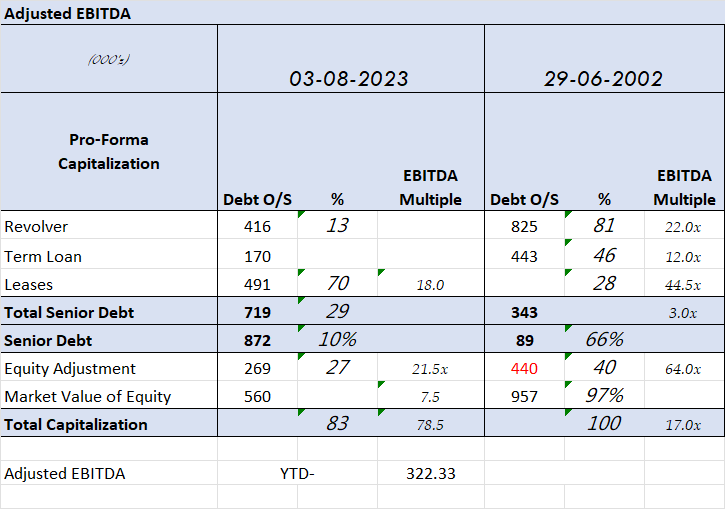 Adjusted EBITDA
(000's) 03-08-2023 29-06-2002
Pro-Forma
Capitalization
EBITDA EBITDA
Debt O/S % Multiple Debt O/S % Multiple
Revolver 416 13 825 81 22.0x
Term Loan 170 443 46 12.0x
Leases 491 70 18.0 28 44.5x
Total Senior Debt 719 29 343 3.0x
Senior Debt 872 10% 89 66%
Equity Adjustment 269 27 21.5x 440 40 64.0x
Market Value of Equity 560 7.5 957 97%
Total Capitalization 83 78.5 100 17.0x
Adjusted EBITDA YTD- 322.33